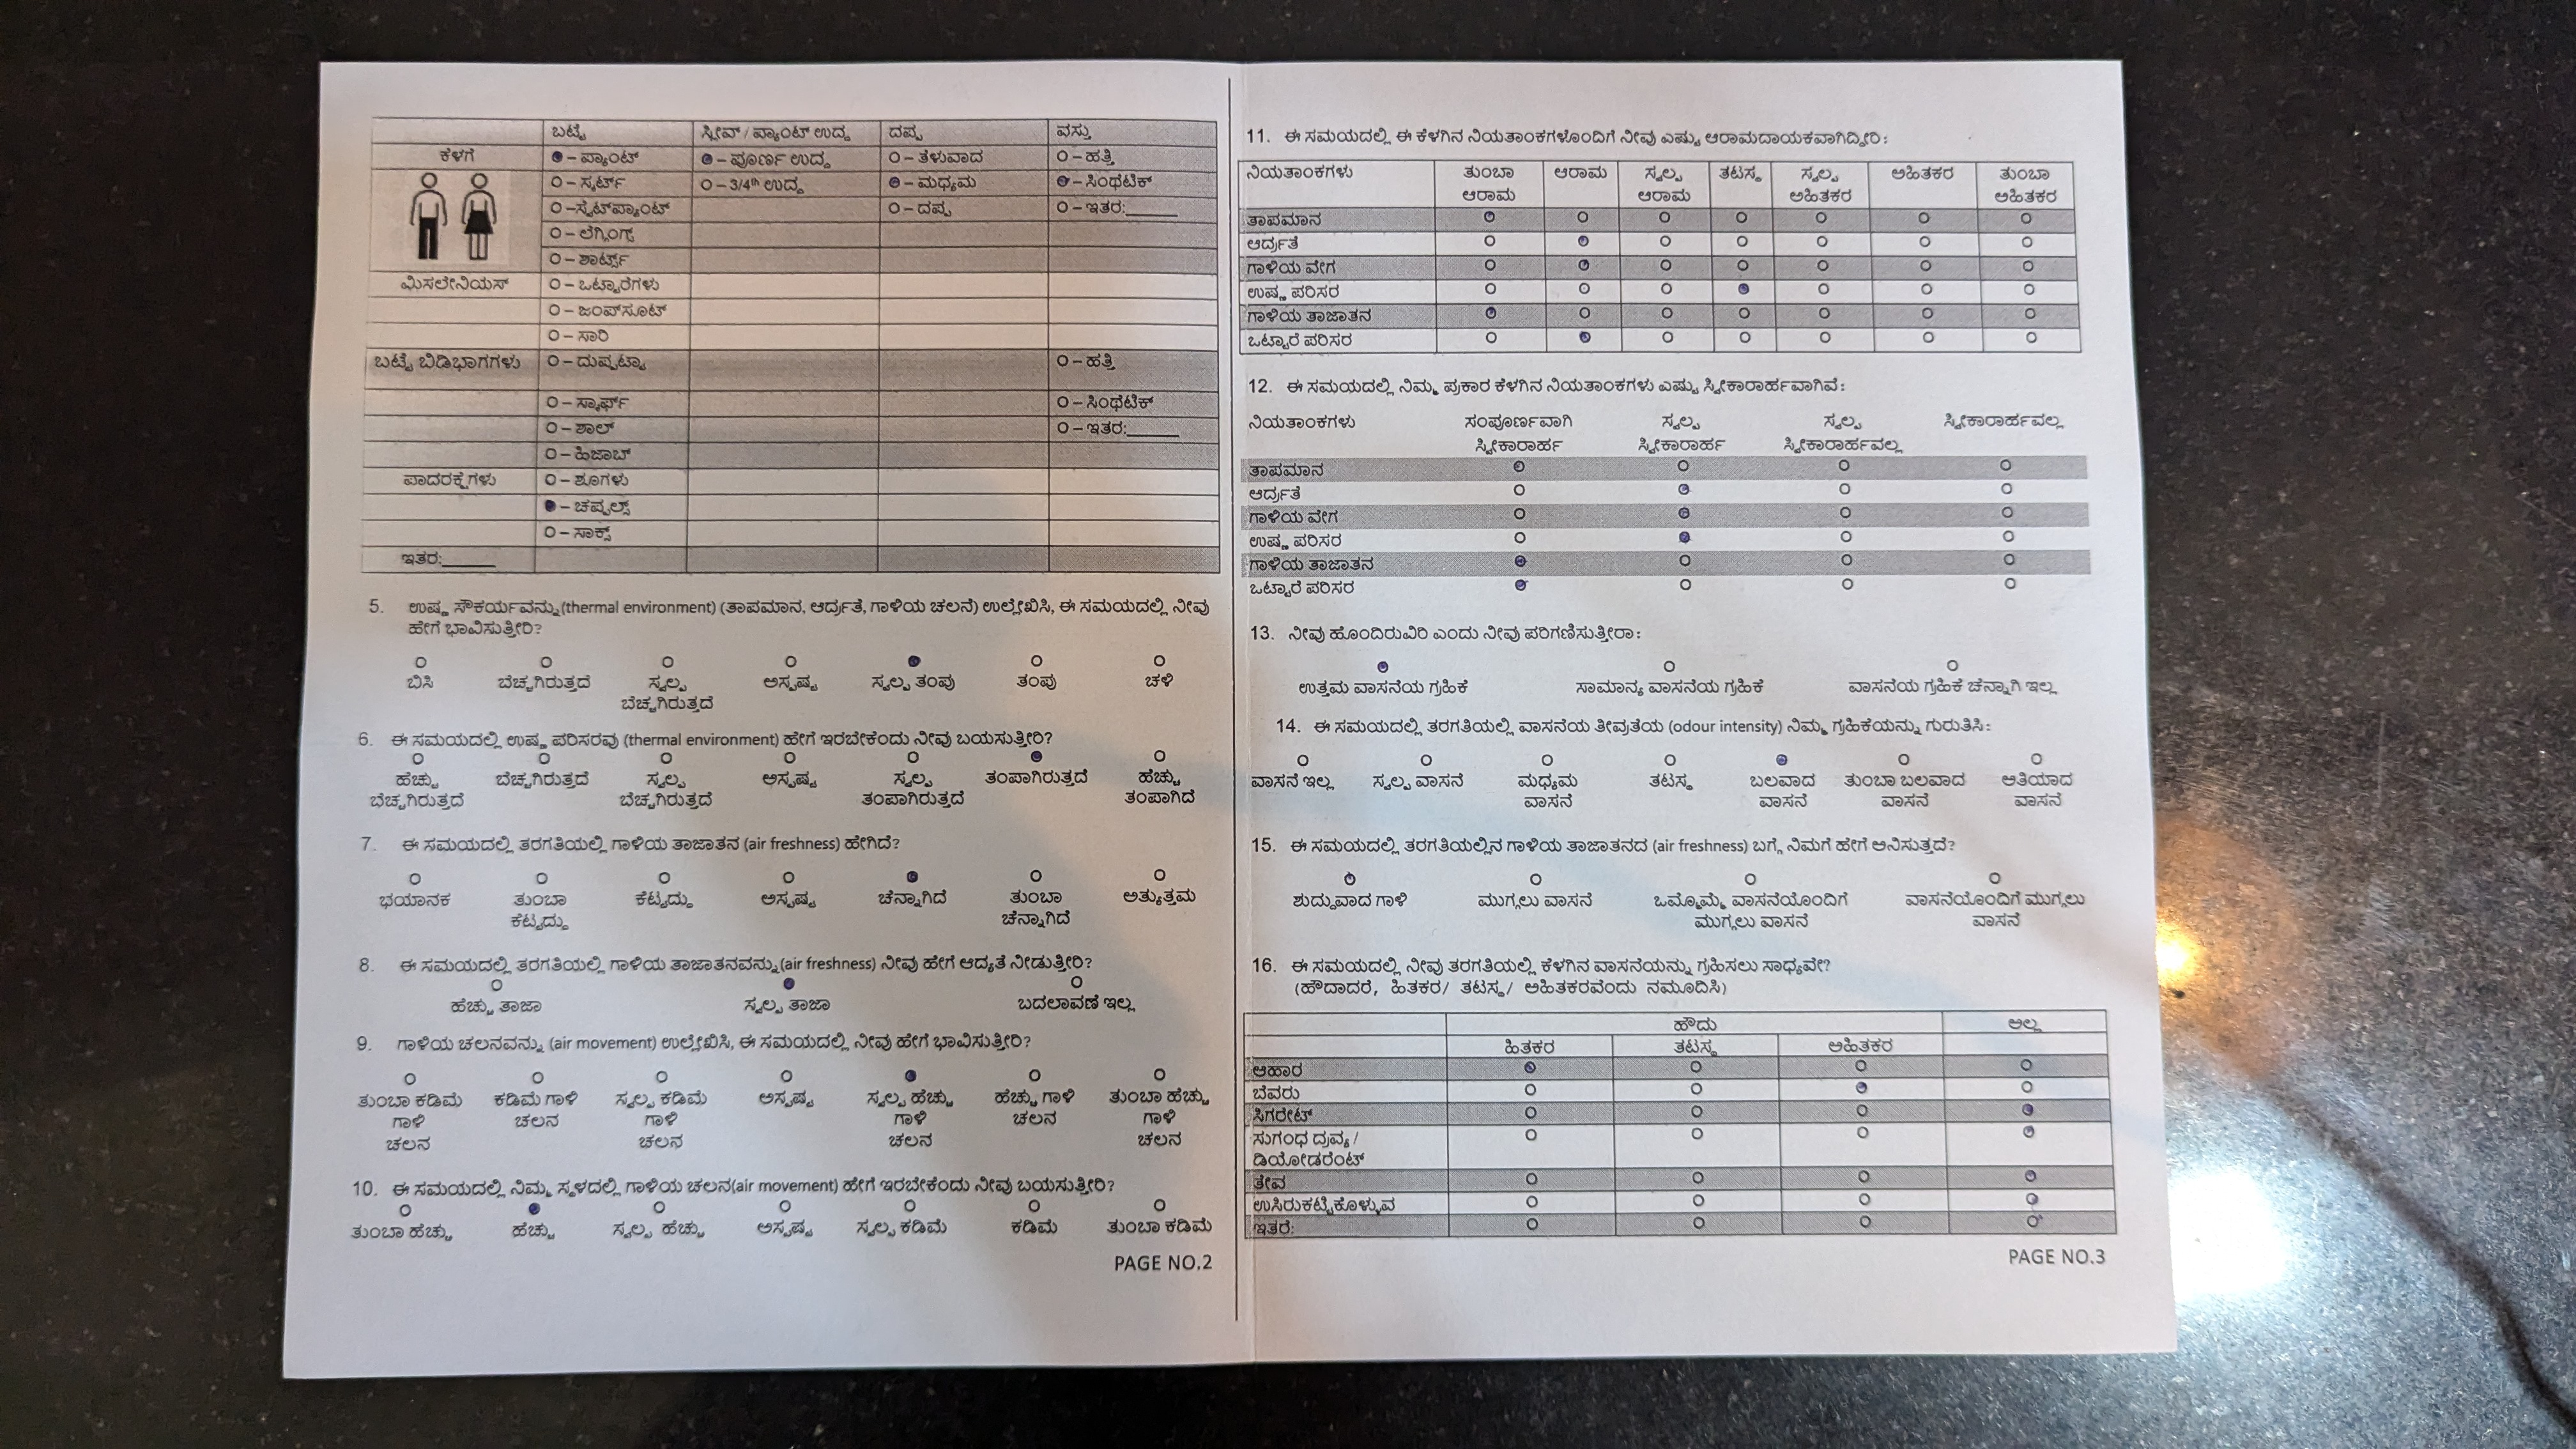 ಬಟ್ಟೆ ಸ್ಲೀವ್ / ಪ್ಯಾಂಟ್ ಉದ್ದ ದಪ್ಪ ವಸ್ತು
ಕೆಳಗೆ – ಪ್ಯಾಂಟ್ – ಪೂರ್ಣ ಉದ್ದ – ತೆಳುವಾದ – ಹತ್ತಿ
– ಸ್ಕರ್ಟ್ – 3/4th ಉದ್ದ – ಮಧ್ಯಮ – ಸಿಂಥೆಟಿಕ್
– ಸ್ವೆಟ್‌ಪ್ಯಾಂಟ್ – ದಪ್ಪ – ಇತರ:______
– ಲೆಗ್ಗಿಂಗ್ಸ್
– ಶಾರ್ಟ್ಸ್
ಮಿಸಲೇನಿಯಸ್ – ಒಟ್ಟಾರೆಗಳು
– ಜಂಪ್‌ಸೂಟ್
– ಸಾರಿ
ಬಟ್ಟೆ ಬಿಡಿಭಾಗಗಳು – ದುಪ್ಪಟ್ಟಾ – ಹತ್ತಿ
– ಸ್ಕಾರ್ಫ್ – ಸಿಂಥೆಟಿಕ್
– ಶಾಲ್ – ಇತರ:______
– ಹಿಜಾಬ್
ಪಾದರಕ್ಷೆಗಳು – ಶೂಗಳು
– ಚಪ್ಪಲ್ಸ್
– ಸಾಕ್ಸ್
ಇತರ:______
5. ಉಷ್ಣ ಸೌಕರ್ಯವನ್ನು (thermal environment) (ತಾಪಮಾನ, ಆರ್ದ್ರತೆ, ಗಾಳಿಯ ಚಲನೆ) ಉಲ್ಲೇಖಿಸಿ, ಈ ಸಮಯದಲ್ಲಿ ನೀವು
ಹೇಗೆ ಭಾವಿಸುತ್ತೀರಿ?
ಬಿಸಿ ಬೆಚ್ಚಗಿರುತ್ತದೆ ಸ್ವಲ್ಪ ಅಸ್ಪಷ್ಟ ಸ್ವಲ್ಪ ತಂಪು ತಂಪು ಚಳಿ
ಬೆಚ್ಚಗಿರುತ್ತದೆ
6. ಈ ಸಮಯದಲ್ಲಿ ಉಷ್ಣ ಪರಿಸರವು (thermal environment) ಹೇಗೆ ಇರಬೇಕೆಂದು ನೀವು ಬಯಸುತ್ತೀರಿ?
ಹೆಚ್ಚು ಬೆಚ್ಚಗಿರುತ್ತದೆ ಸ್ವಲ್ಪ ಅಸ್ಪಷ್ಟ ಸ್ವಲ್ಪ ತಂಪಾಗಿರುತ್ತದೆ ಹೆಚ್ಚು
ಬೆಚ್ಚಗಿರುತ್ತದೆ ಬೆಚ್ಚಗಿರುತ್ತದೆ ತಂಪಾಗಿರುತ್ತದೆ ತಂಪಾಗಿದೆ
7. ಈ ಸಮಯದಲ್ಲಿ ತರಗತಿಯಲ್ಲಿ ಗಾಳಿಯ ತಾಜಾತನ (air freshness) ಹೇಗಿದೆ?
ಭಯಾನಕ ತುಂಬಾ ಕೆಟ್ಟದ್ದು ಅಸ್ಪಷ್ಟ ಚೆನ್ನಾಗಿದೆ ತುಂಬಾ ಅತ್ಯುತ್ತಮ
ಕೆಟ್ಟದ್ದು ಚೆನ್ನಾಗಿದೆ
8. ಈ ಸಮಯದಲ್ಲಿ ತರಗತಿಯಲ್ಲಿ ಗಾಳಿಯ ತಾಜಾತನವನ್ನು (air freshness) ನೀವು ಹೇಗೆ ಆದ್ಯತೆ ನೀಡುತ್ತೀರಿ?
ಹೆಚ್ಚು ತಾಜಾ ಸ್ವಲ್ಪ ತಾಜಾ ಬದಲಾವಣೆ ಇಲ್ಲ
9. ಗಾಳಿಯ ಚಲನವನ್ನು (air movement) ಉಲ್ಲೇಖಿಸಿ, ಈ ಸಮಯದಲ್ಲಿ ನೀವು ಹೇಗೆ ಭಾವಿಸುತ್ತೀರಿ?
ತುಂಬಾ ಕಡಿಮೆ ಕಡಿಮೆ ಗಾಳಿ ಸ್ವಲ್ಪ ಕಡಿಮೆ ಅಸ್ಪಷ್ಟ ಸ್ವಲ್ಪ ಹೆಚ್ಚು ಹೆಚ್ಚು ಗಾಳಿ ತುಂಬಾ ಹೆಚ್ಚು
ಗಾಳಿ ಚಲನ ಗಾಳಿ ಗಾಳಿ ಚಲನ ಗಾಳಿ
ಚಲನ ಚಲನ ಚಲನ ಚಲನ
10. ಈ ಸಮಯದಲ್ಲಿ ನಿಮ್ಮ ಸ್ಥಳದಲ್ಲಿ ಗಾಳಿಯ ಚಲನ(air movement) ಹೇಗೆ ಇರಬೇಕೆಂದು ನೀವು ಬಯಸುತ್ತೀರಿ?
ತುಂಬಾ ಹೆಚ್ಚು ಹೆಚ್ಚು ಸ್ವಲ್ಪ ಹೆಚ್ಚು ಅಸ್ಪಷ್ಟ ಸ್ವಲ್ಪ ಕಡಿಮೆ ಕಡಿಮೆ ತುಂಬಾ ಕಡಿಮೆ
PAGE NO.2
11. ಈ ಸಮಯದಲ್ಲಿ ಈ ಕೆಳಗಿನ ನಿಯತಾಂಕಗಳೊಂದಿಗೆ ನೀವು ಎಷ್ಟು ಆರಾಮದಾಯಕವಾಗಿದ್ದೀರಿ:
ನಿಯತಾಂಕಗಳು ತುಂಬಾ ಆರಾಮ ಸ್ವಲ್ಪ ತಟಸ್ಥ ಸ್ವಲ್ಪ ಅಹಿತಕರ ತುಂಬಾ
ಆರಾಮ ಆರಾಮ ಅಹಿತಕರ ಅಹಿತಕರ
ತಾಪಮಾನ
ಆರ್ದ್ರತೆ
ಗಾಳಿಯ ವೇಗ
ಉಷ್ಣ ಪರಿಸರ
ಗಾಳಿಯ ತಾಜಾತನ
ಒಟ್ಟಾರೆ ಪರಿಸರ
12. ಈ ಸಮಯದಲ್ಲಿ ನಿಮ್ಮ ಪ್ರಕಾರ ಕೆಳಗಿನ ನಿಯತಾಂಕಗಳು ಎಷ್ಟು ಸ್ವೀಕಾರಾರ್ಹವಾಗಿವೆ:
ನಿಯತಾಂಕಗಳು ಸಂಪೂರ್ಣವಾಗಿ ಸ್ವಲ್ಪ ಸ್ವಲ್ಪ ಸ್ವೀಕಾರಾರ್ಹವಲ್ಲ
ಸ್ವೀಕಾರಾರ್ಹ ಸ್ವೀಕಾರಾರ್ಹ ಸ್ವೀಕಾರಾರ್ಹವಲ್ಲ
ತಾಪಮಾನ
ಆರ್ದ್ರತೆ
ಗಾಳಿಯ ವೇಗ
ಉಷ್ಣ ಪರಿಸರ
ಗಾಳಿಯ ತಾಜಾತನ
ಒಟ್ಟಾರೆ ಪರಿಸರ
13. ನೀವು ಹೊಂದಿರುವಿರಿ ಎಂದು ನೀವು ಪರಿಗಣಿಸುತ್ತೀರಾ:
ಉತ್ತಮ ವಾಸನೆಯ ಗ್ರಹಿಕೆ ಸಾಮಾನ್ಯ ವಾಸನೆಯ ಗ್ರಹಿಕೆ ವಾಸನೆಯ ಗ್ರಹಿಕೆ ಚೆನ್ನಾಗಿ ಇಲ್ಲ
14. ಈ ಸಮಯದಲ್ಲಿ ತರಗತಿಯಲ್ಲಿ ವಾಸನೆಯ ತೀವ್ರತೆಯ (odour intensity) ನಿಮ್ಮ ಗ್ರಹಿಕೆಯನ್ನು ಗುರುತಿಸಿ:
ವಾಸನೆ ಇಲ್ಲ ಸ್ವಲ್ಪ ವಾಸನೆ ಮಧ್ಯಮ ತಟಸ್ಥ ಬಲವಾದ ತುಂಬಾ ಬಲವಾದ ಅತಿಯಾದ
ವಾಸನೆ ವಾಸನೆ ವಾಸನೆ ವಾಸನೆ
15. ಈ ಸಮಯದಲ್ಲಿ ತರಗತಿಯಲ್ಲಿನ ಗಾಳಿಯ ತಾಜಾತನದ (air freshness) ಬಗ್ಗೆ ನಿಮಗೆ ಹೇಗೆ ಅನಿಸುತ್ತದೆ?
ಶುದ್ದುವಾದ ಗಾಳಿ ಮುಗ್ಗಲು ವಾಸನೆ ಒಮ್ಮೊಮ್ಮೆ ವಾಸನೆಯೊಂದಿಗೆ ವಾಸನೆಯೊಂದಿಗೆ ಮುಗ್ಗಲು
ಮುಗ್ಗಲು ವಾಸನೆ ವಾಸನೆ
16. ಈ ಸಮಯದಲ್ಲಿ ನೀವು ತರಗತಿಯಲ್ಲಿ ಕೆಳಗಿನ ವಾಸನೆಯನ್ನು ಗ್ರಹಿಸಲು ಸಾಧ್ಯವೇ?
(ಹೌದಾದರೆ, ಹಿತಕರ/ ತಟಸ್ಥ/ ಅಹಿತಕರವೆಂದು ನಮೂದಿಸಿ)
ಹೌದು ಅಲ್ಲ
ಹಿತಕರ ತಟಸ್ಥ ಅಹಿತಕರ
ಆಹಾರ
ಬೆವರು
ಸಿಗರೇಟ್
ಸುಗಂಧ ದ್ರವ್ಯ /
ಡಿಯೋಡರೆಂಟ್
ತೇವ
ಉಸಿರುಕಟ್ಟಿಕೊಳ್ಳುವ
ಇತರೆ:
PAGE NO.3